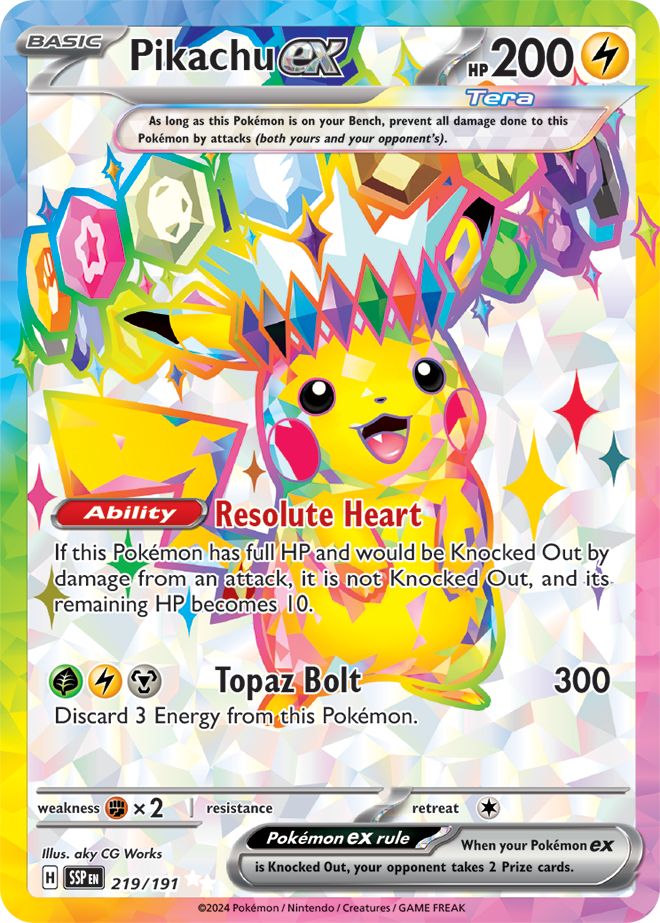 BASIC
Pikachu ex HP 200
Tera
As long as this Pokémon is on your Bench, prevent all damage done to this
Pokémon by attacks (both yours and your opponent's).
Ability Resolute Heart
If this Pokémon has full HP and would be Knocked Out by
damage from an attack, it is not Knocked Out, and its
remaining HP becomes 10.
Topaz Bolt 300
Discard 3 Energy from this Pokémon.
weakness ×2 resistance retreat
Pokémon ex rule When your Pokémon ex
is Knocked Out, your opponent takes 2 Prize cards.
Illus. aky CG Works
H SSP EN 219/191
©2024 Pokémon / Nintendo / Creatures / GAME FREAK